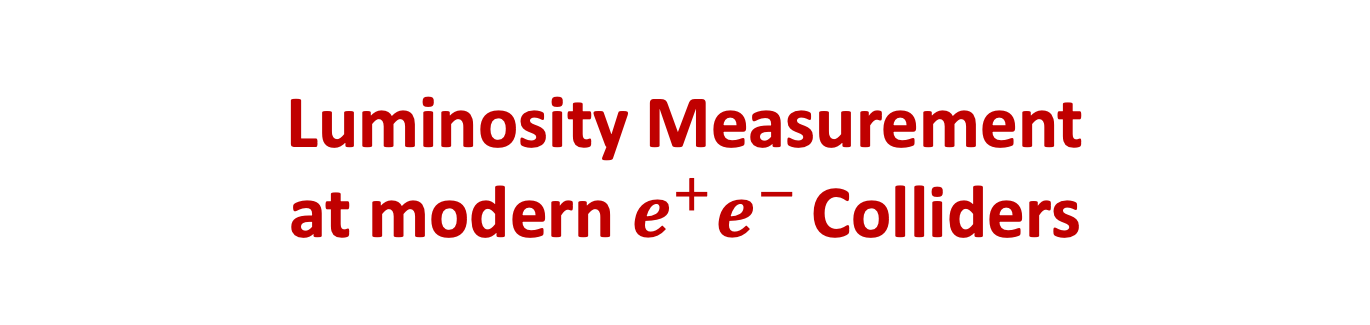 Luminosity Measurement
at modern e⁺e⁻ Colliders